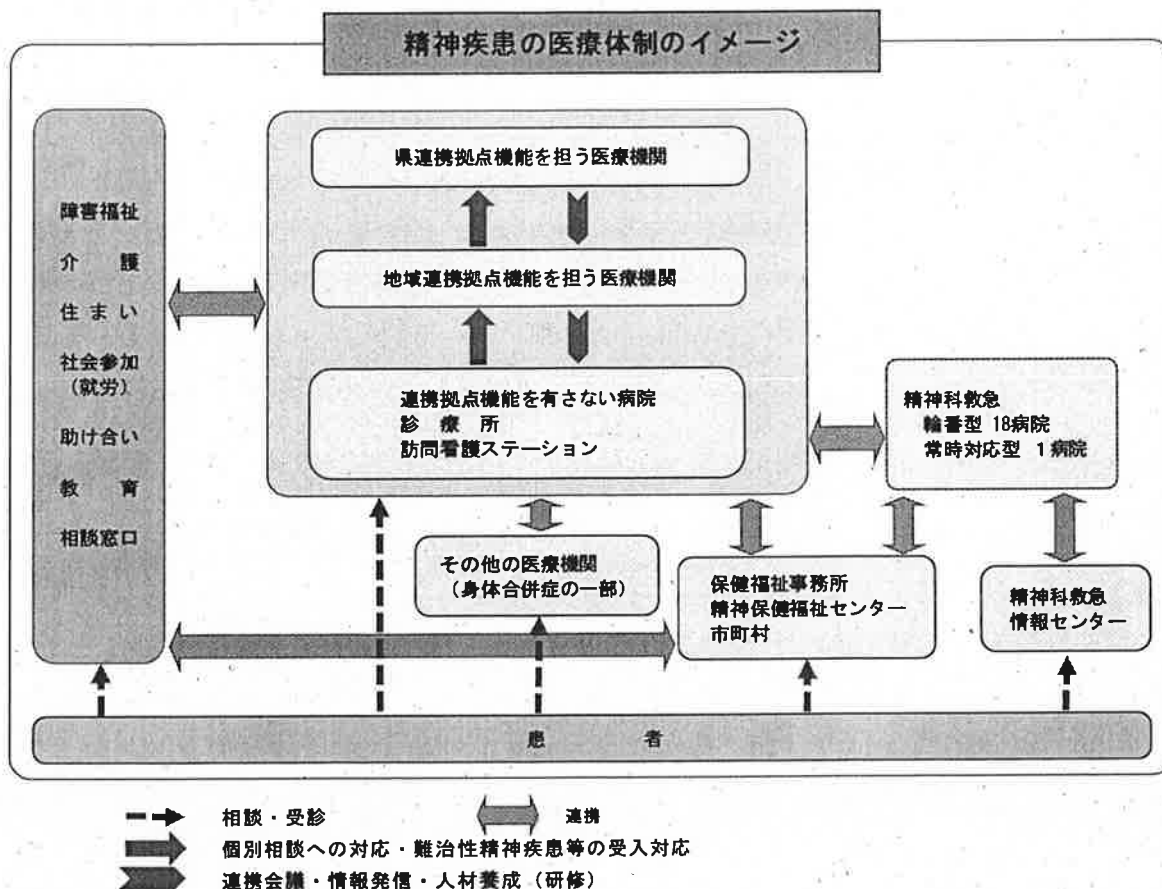 精神疾患の医療体制のイメージ
障害福祉
介護
住まい
社会参加
(就労)
助け合い
教育
相談窓口
県連携拠点機能を担う医療機関
地域連携拠点機能を担う医療機関
連携拠点機能を有さない病院
診療所
訪問看護ステーション
精神科救急
輪番型 18病院
常時対応型 1病院
その他の医療機関
(身体合併症の一部)
保健福祉事務所
精神保健福祉センター
市町村
精神科救急
情報センター
患者
相談・受診
連携
個別相談への対応・難治性精神疾患等の受入対応
連携会議・情報発信・人材養成(研修)